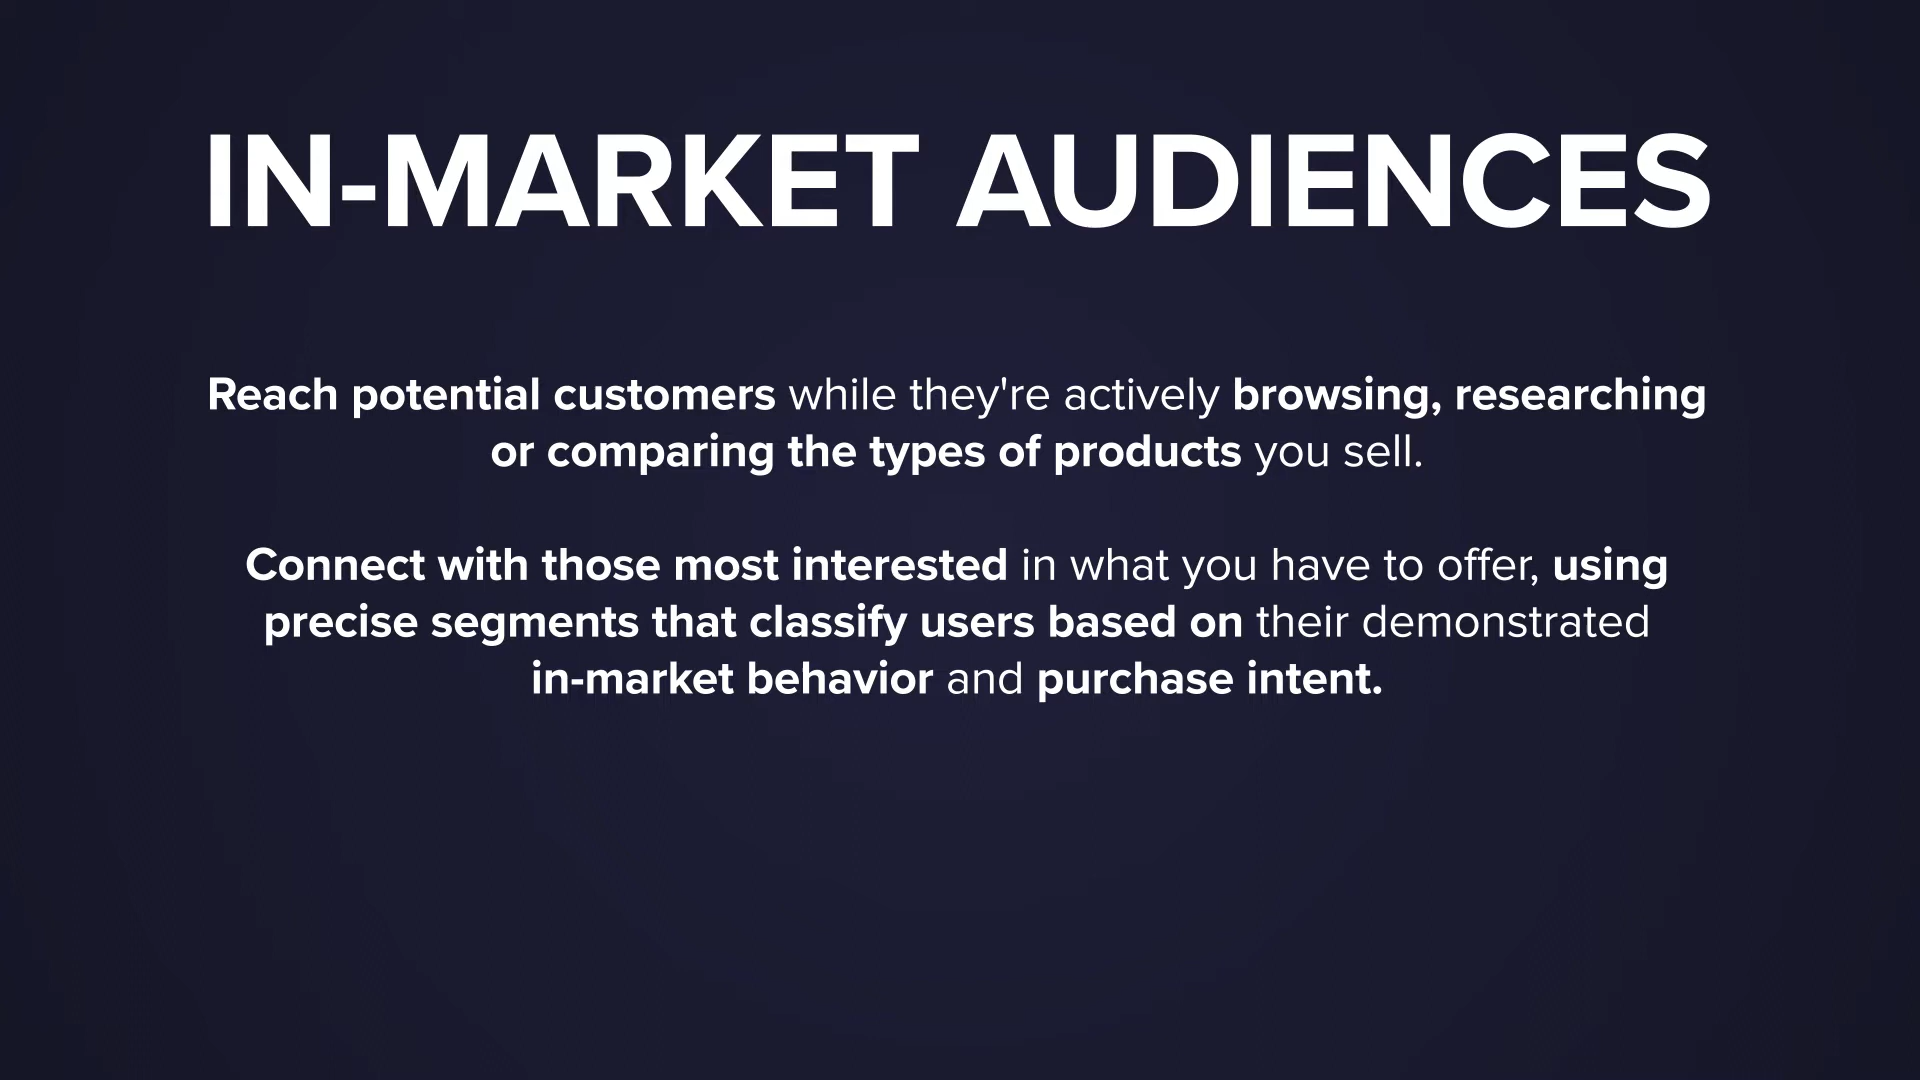 IN-MARKET AUDIENCES
Reach potential customers while they're actively browsing, researching
or comparing the types of products you sell.
Connect with those most interested in what you have to offer, using
precise segments that classify users based on their demonstrated
in-market behavior and purchase intent.